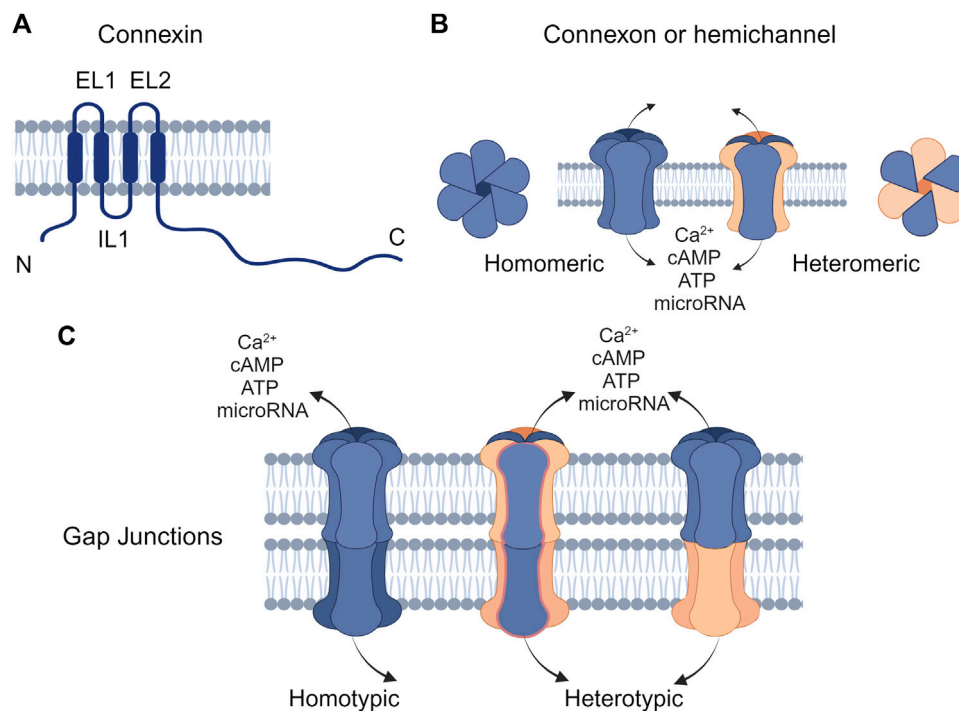 A
Connexin
EL1 EL2
IL1
N
C
B
Connexon or hemichannel
Homomeric
Ca²⁺
cAMP
ATP
microRNA
Heteromeric
C
Ca²⁺
cAMP
ATP
microRNA
Ca²⁺
cAMP
ATP
microRNA
Gap Junctions
Homotypic
Heterotypic